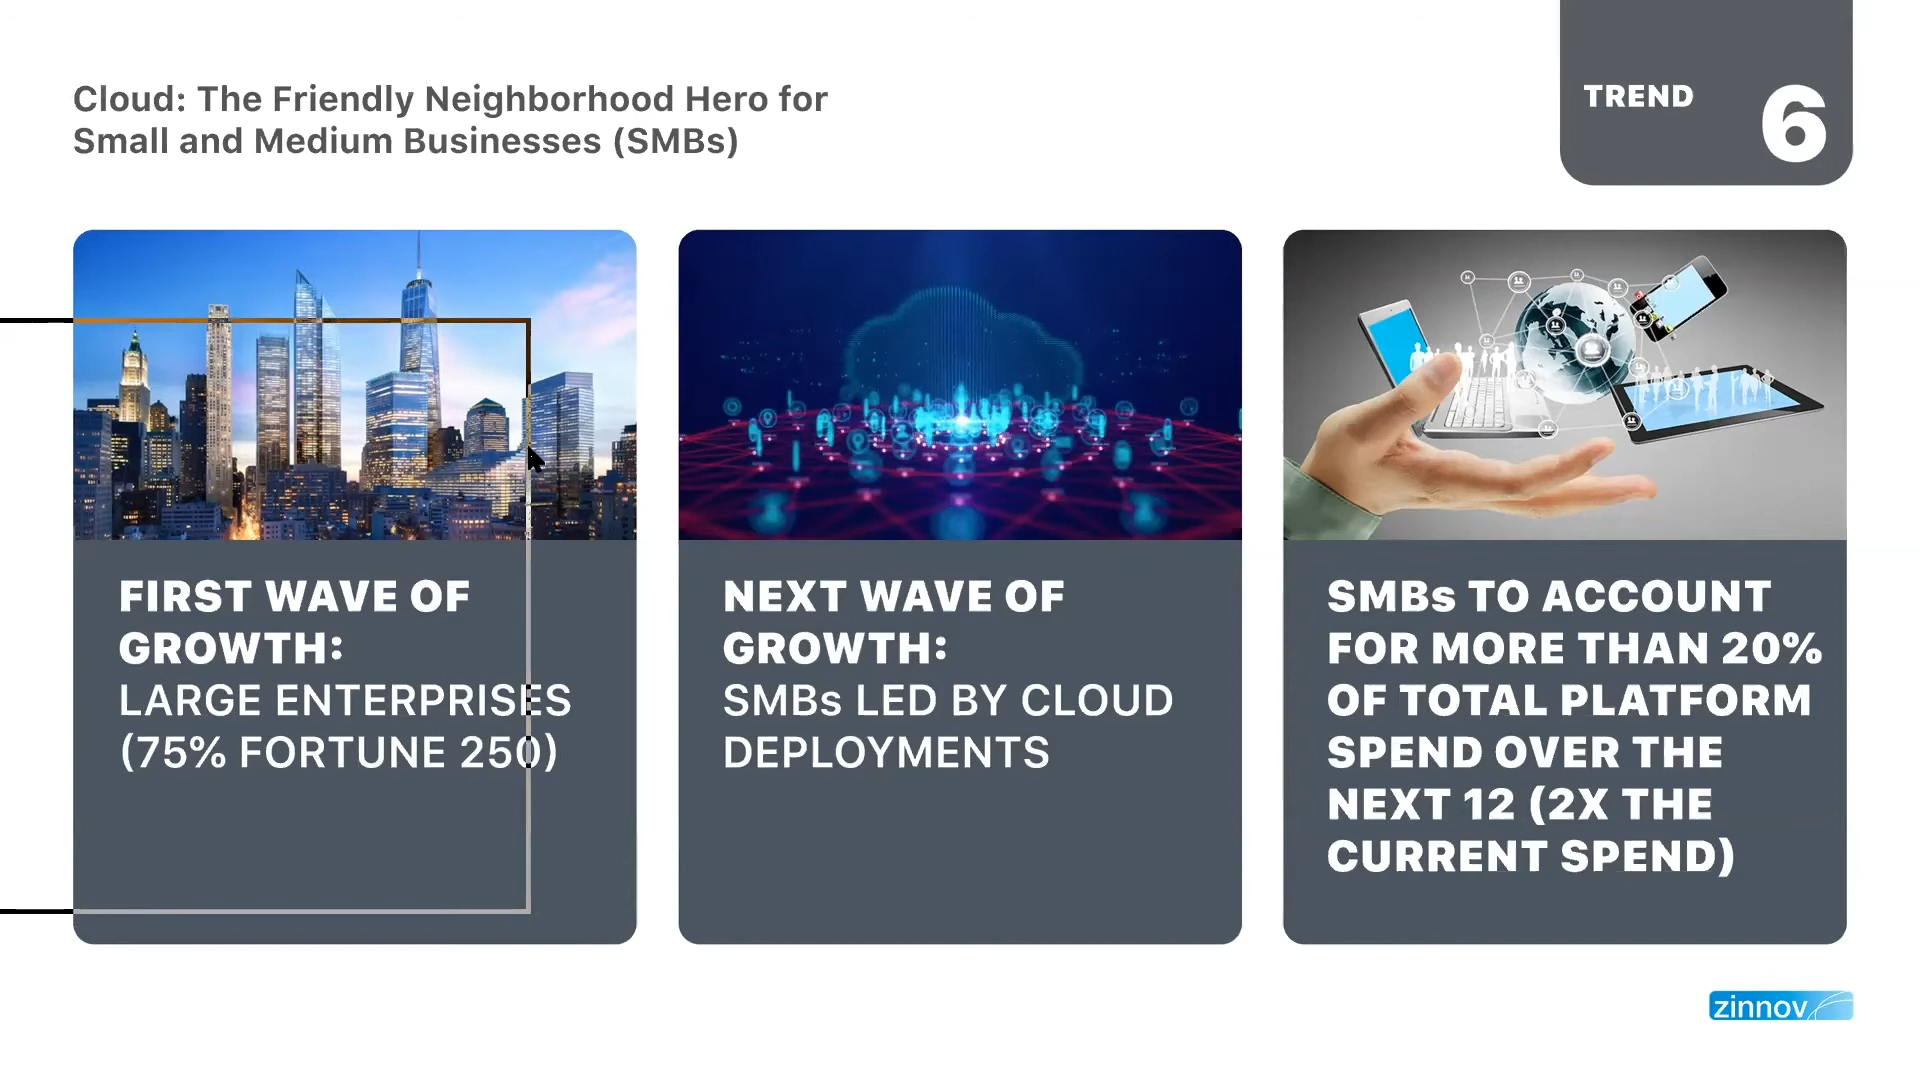 Cloud: The Friendly Neighborhood Hero for
Small and Medium Businesses (SMBs)
TREND
6
FIRST WAVE OF
GROWTH:
LARGE ENTERPRISES
(75% FORTUNE 250)
NEXT WAVE OF
GROWTH:
SMBs LED BY CLOUD
DEPLOYMENTS
SMBs TO ACCOUNT
FOR MORE THAN 20%
OF TOTAL PLATFORM
SPEND OVER THE
NEXT 12 (2X THE
CURRENT SPEND)
zinnov